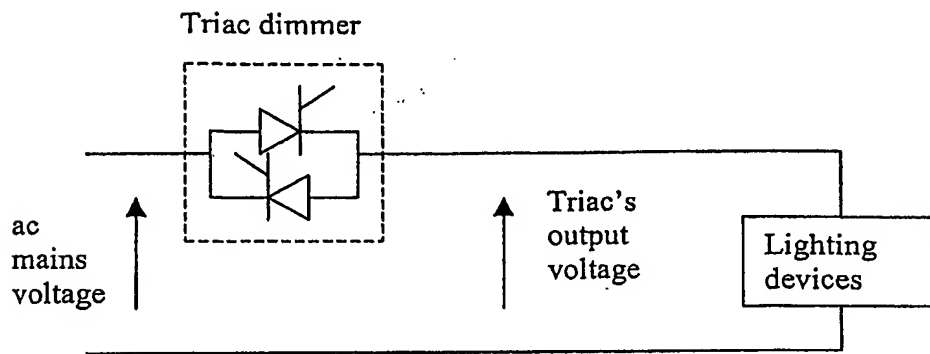 Triac dimmer
ac
mains
voltage
Triac's
output
voltage
Lighting
devices